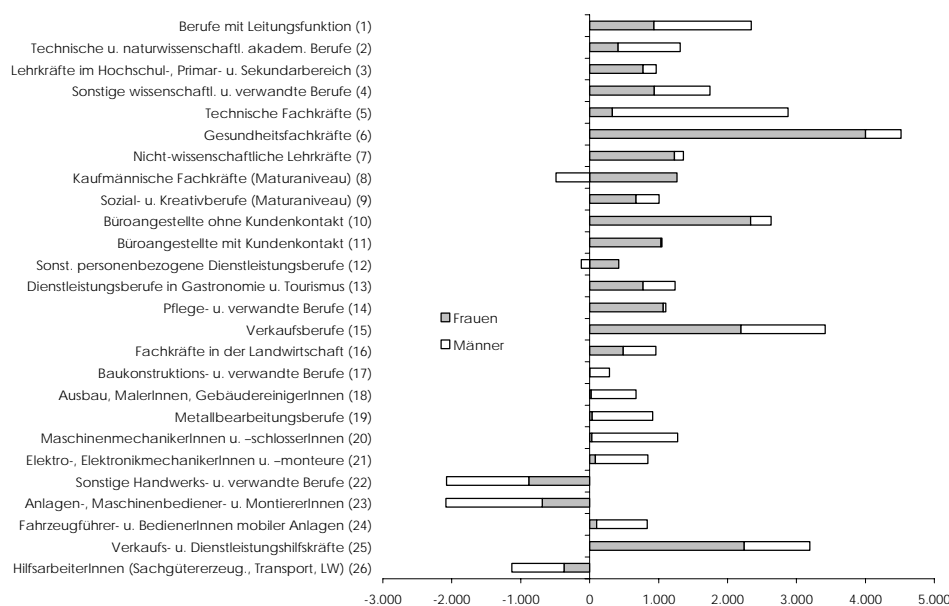 Berufe mit Leitungsfunktion (1)
Technische u. naturwissenschaftl. akadem. Berufe (2)
Lehrkräfte im Hochschul-, Primar- u. Sekundarbereich (3)
Sonstige wissenschaftl. u. verwandte Berufe (4)
Technische Fachkräfte (5)
Gesundheitsfachkräfte (6)
Nicht-wissenschaftliche Lehrkräfte (7)
Kaufmännische Fachkräfte (Maturaniveau) (8)
Sozial- u. Kreativberufe (Maturaniveau) (9)
Büroangestellte ohne Kundenkontakt (10)
Büroangestellte mit Kundenkontakt (11)
Sonst. personenbezogene Dienstleistungsberufe (12)
Dienstleistungsberufe in Gastronomie u. Tourismus (13)
Pflege- u. verwandte Berufe (14)
Frauen
Verkaufsberufe (15)
Männer
Fachkräfte in der Landwirtschaft (16)
Baukonstruktions- u. verwandte Berufe (17)
Ausbau, MalerInnen, GebäudereinigerInnen (18)
Metallbearbeitungsberufe (19)
MaschinenmechanikerInnen u. –schlosserInnen (20)
Elektro-, ElektronikmechanikerInnen u. –monteure (21)
Sonstige Handwerks- u. verwandte Berufe (22)
Anlagen-, Maschinenbediener- u. MontiererInnen (23)
Fahrzeugführer- u. BedienerInnen mobiler Anlagen (24)
Verkaufs- u. Dienstleistungshilfskräfte (25)
HilfsarbeiterInnen (Sachgütererzeug., Transport, LW) (26)
-3.000 -2.000 -1.000 0 1.000 2.000 3.000 4.000 5.000